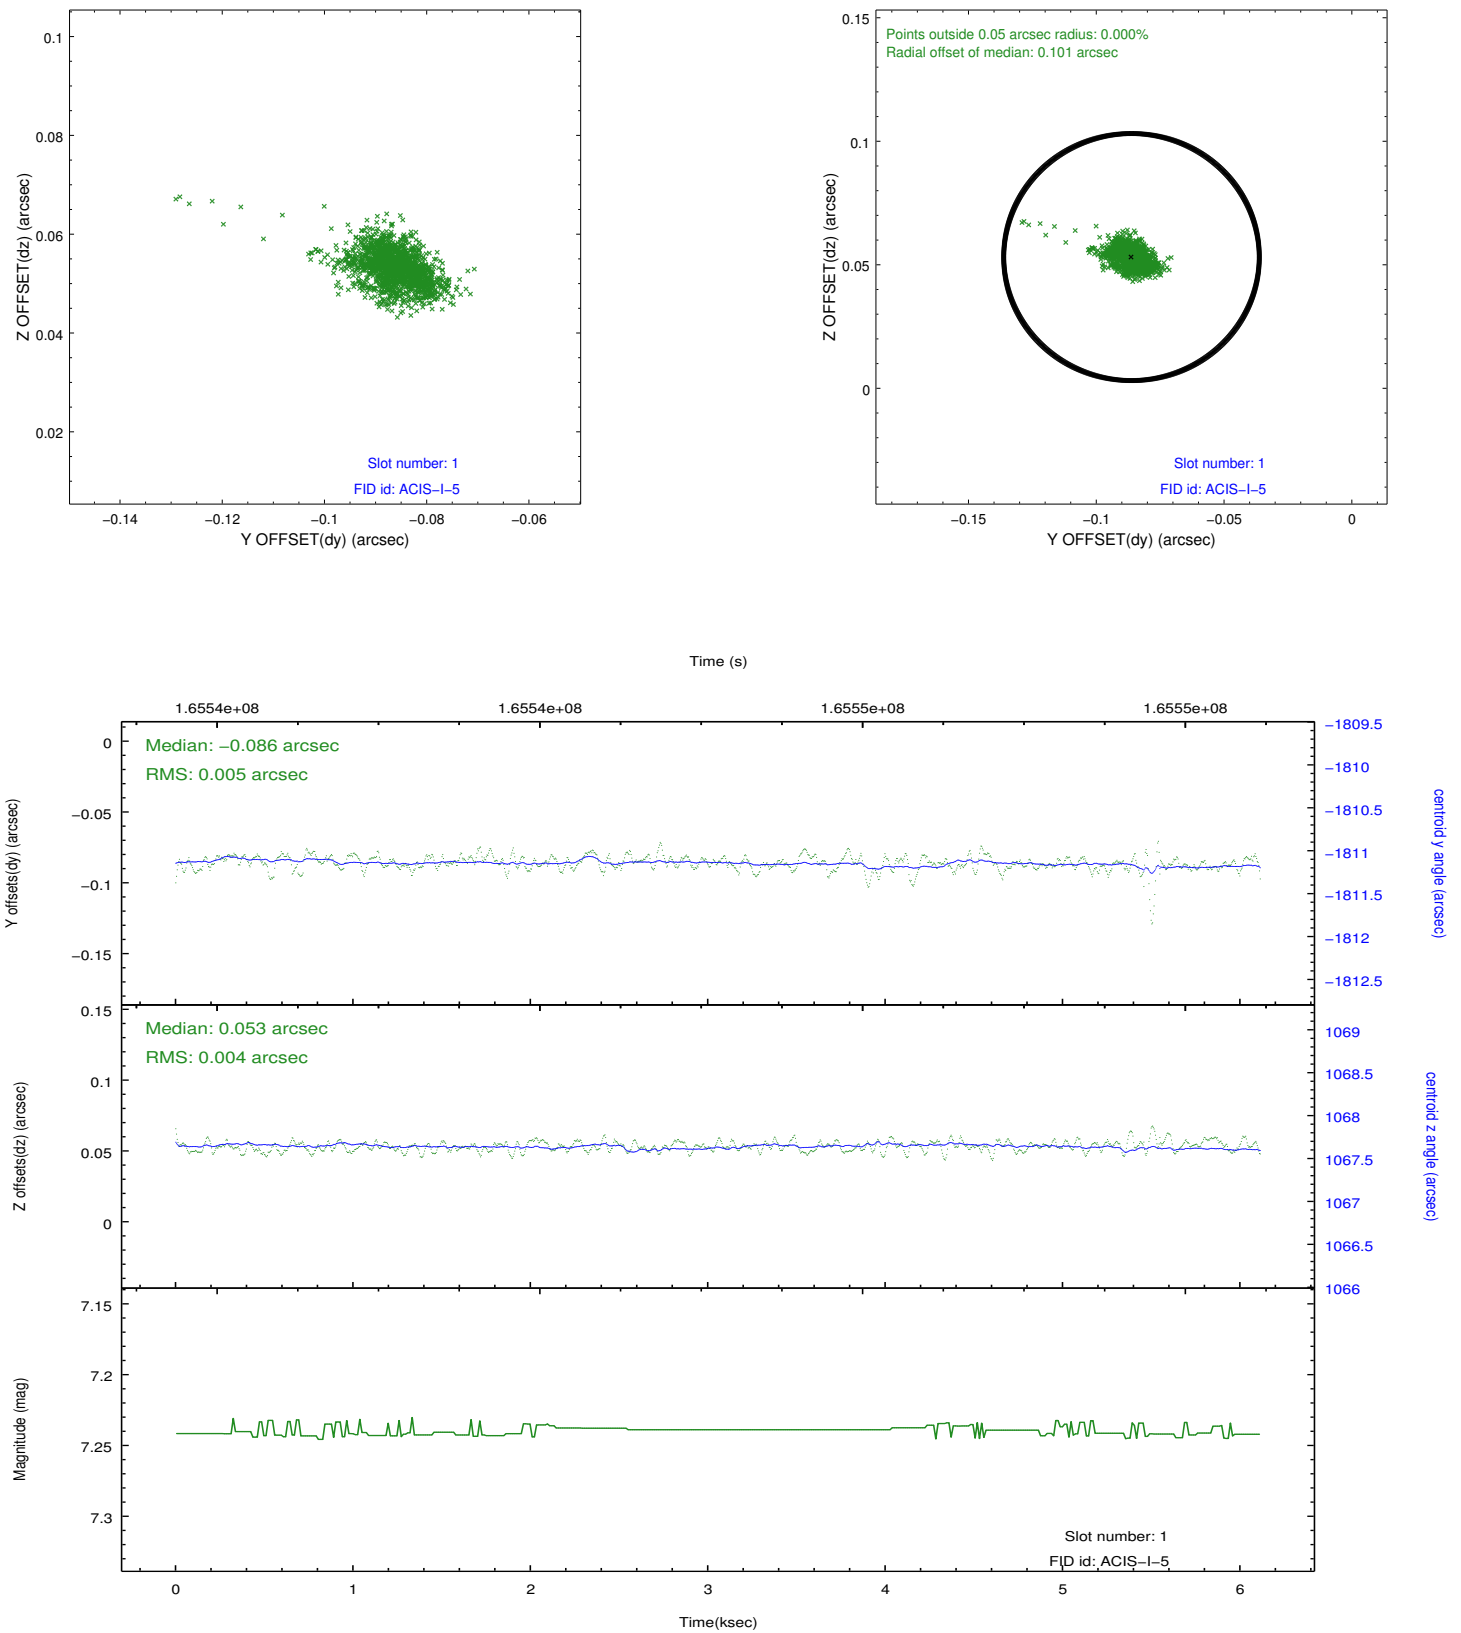 0.1
0.08
0.06
0.04
0.02
Z OFFSET(dz) (arcsec)
Slot number: 1
FID id: ACIS−I−5
−0.14 −0.12 −0.1 −0.08 −0.06
Y OFFSET(dy) (arcsec)
Points outside 0.05 arcsec radius: 0.000%
Radial offset of median: 0.101 arcsec
0.15
0.1
0.05
0
Z OFFSET(dz) (arcsec)
Slot number: 1
FID id: ACIS−I−5
−0.15 −0.1 −0.05 0
Y OFFSET(dy) (arcsec)
Time (s)
1.6554e+08 1.6554e+08 1.6555e+08 1.6555e+08
Median: −0.086 arcsec
RMS: 0.005 arcsec
0
−0.05
−0.1
−0.15
Y offsets(dy) (arcsec)
−1809.5
−1810
−1810.5
−1811
−1811.5
−1812
−1812.5
centroid y angle (arcsec)
Median: 0.053 arcsec
RMS: 0.004 arcsec
0.15
0.1
0.05
0
Z offsets(dz) (arcsec)
1069
1068.5
1068
1067.5
1067
1066.5
1066
centroid z angle (arcsec)
7.15
7.2
7.25
7.3
Magnitude (mag)
Slot number: 1
FID id: ACIS−I−5
0 1 2 3 4 5 6
Time(ksec)